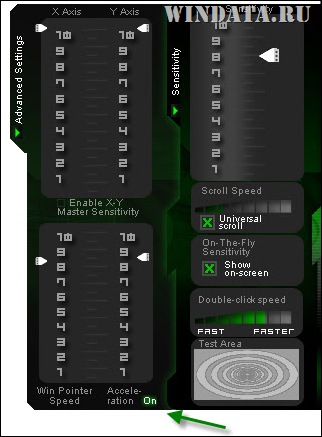 WINDATA.RU
Advanced Settings
X Axis
Y Axis
10 10
9 9
8 8
7 7
6 6
5 5
4 4
3 3
2 2
1 1
Enable X-Y
Master Sensitivity
10 10
9 9
8 8
7 7
6 6
5 5
4 4
3 3
2 2
1 1
Win Pointer
Speed
Accele-
ration
On
Sensitivity
Sensitivity
10
9
8
7
6
5
4
3
2
1
Scroll Speed
Universal
scroll
On-The-Fly
Sensitivity
Show
on-screen
Double-click speed
FAST FASTER
Test Area